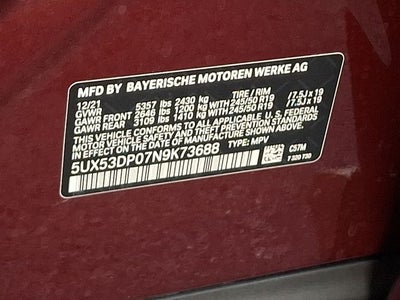 MFD BY BAYERISCHE MOTOREN WERKE AG
12/21 TIRE / RIM
GVWR 5357 lbs 2430 kg
GAWR FRONT 2646 lbs 1200 kg WITH 245/50 R19 (7.5J x 19
GAWR REAR 3109 lbs 1410 kg WITH 245/50 R19 (7.5J x 19
THIS VEHICLE CONFORMS TO ALL APPLICABLE U.S. FEDERAL
MOTOR VEHICLE SAFETY, BUMPER, AND THEFT PREVENTION
STANDARDS IN EFFECT ON THE DATE OF MANUFACTURE
SHOWN ABOVE.
5UX53DP07N9K73688 TYPE: MPV
C57M